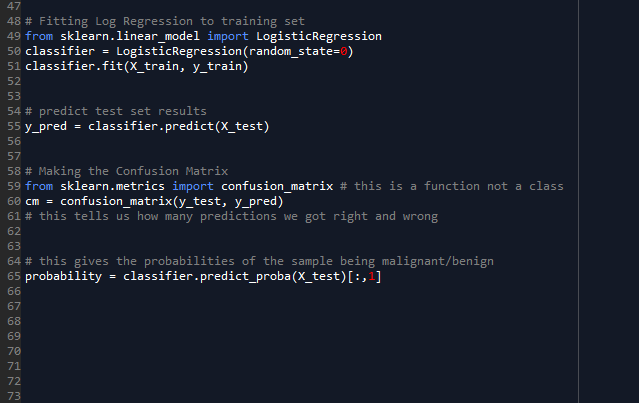 47
48 # Fitting Log Regression to training set
49 from sklearn.linear_model import LogisticRegression
50 classifier = LogisticRegression(random_state=0)
51 classifier.fit(X_train, y_train)
52
53
54 # predict test set results
55 y_pred = classifier.predict(X_test)
56
57
58 # Making the Confusion Matrix
59 from sklearn.metrics import confusion_matrix # this is a function not a class
60 cm = confusion_matrix(y_test, y_pred)
61 # this tells us how many predictions we got right and wrong
62
63
64 # this gives the probabilities of the sample being malignant/benign
65 probability = classifier.predict_proba(X_test)[:,1]
66
67
68
69
70
71
72
73